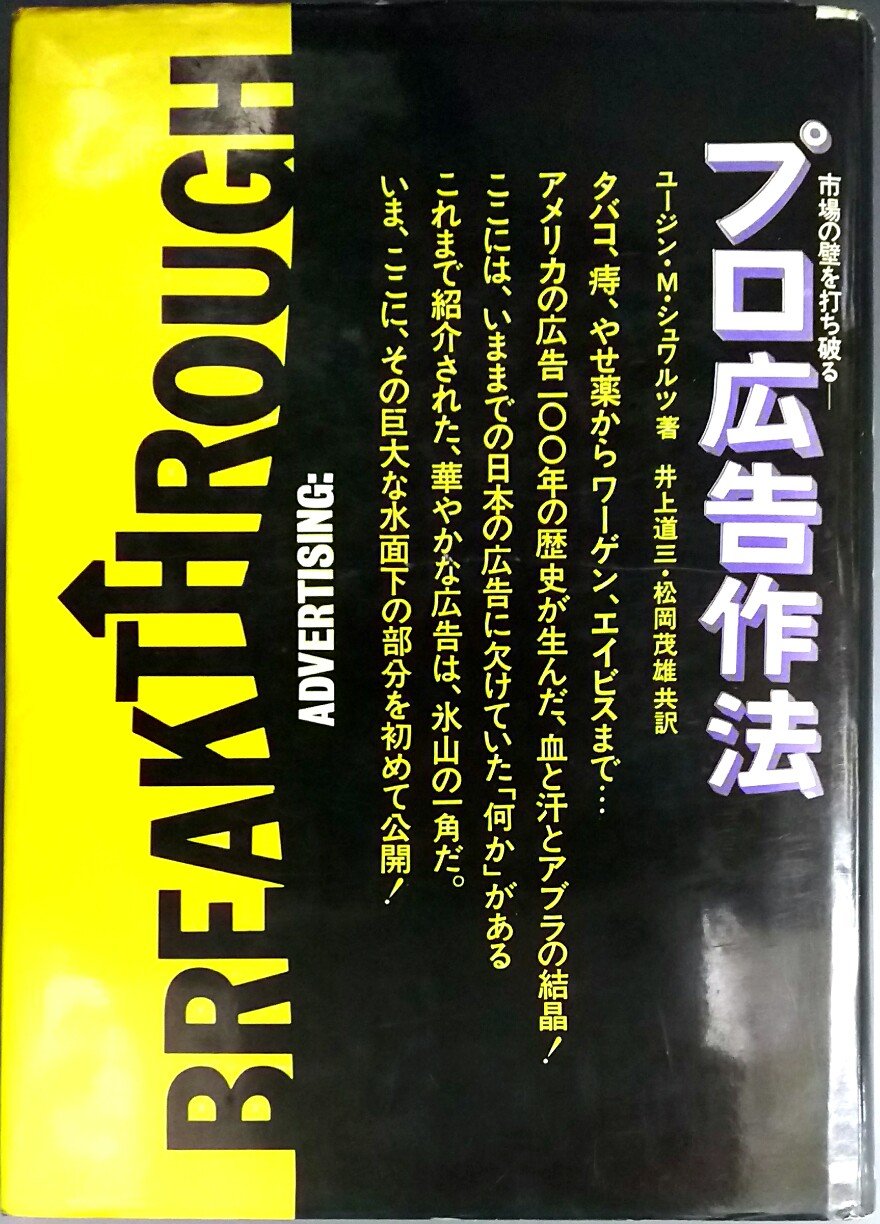 市場の壁を打ち破る―
プロ広告作法
ユージン・M・シュワルツ著 井上道三・松岡茂雄 共訳
タバコ、痔、やせ薬からワーゲン、エイビスまで…
アメリカの広告一〇〇年の歴史が生んだ、血と汗とアブラの結晶!
ここには、いままでの日本の広告に欠けていた「何か」がある
これまで紹介された、華やかな広告は、氷山の一角だ。
いま、ここに、その巨大な水面下の部分を初めて公開!
BREAKTHROUGH
ADVERTISING: